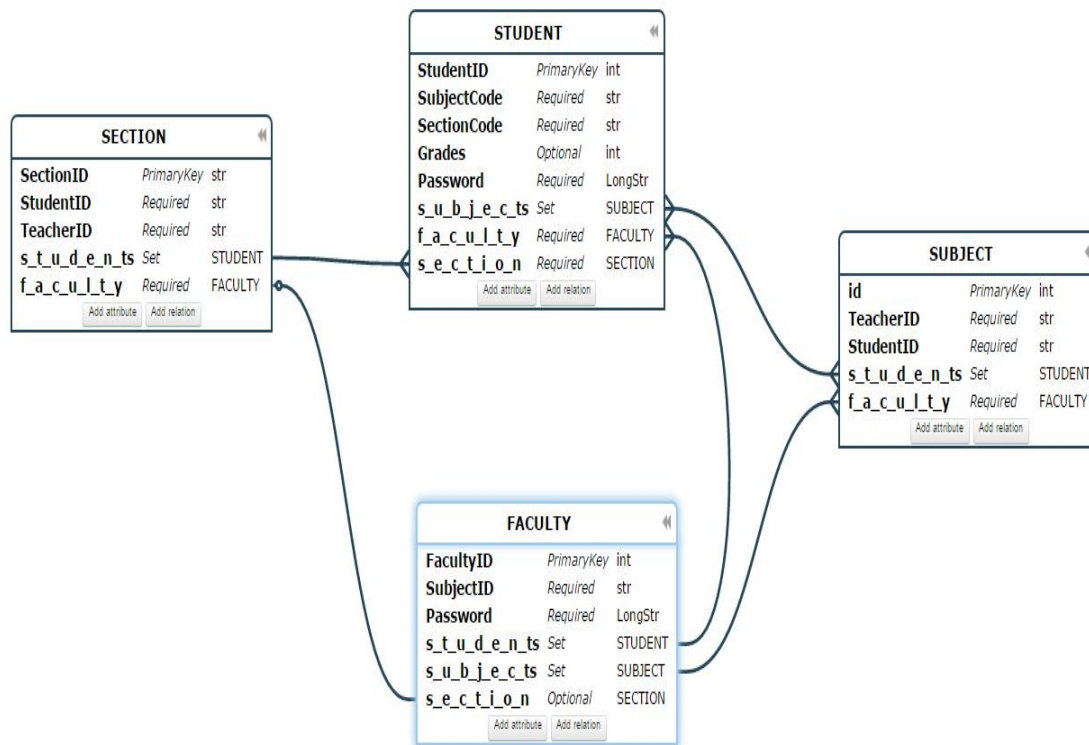 STUDENT
StudentID PrimaryKey int
SubjectCode Required str
SectionCode Required str
Grades Optional int
Password Required LongStr
s_u_b_j_e_c_ts Set SUBJECT
f_a_c_u_l_t_y Required FACULTY
s_e_c_t_i_o_n Required SECTION
Add attribute Add relation
SECTION
SectionID PrimaryKey str
StudentID Required str
TeacherID Required str
s_t_u_d_e_n_ts Set STUDENT
f_a_c_u_l_t_y Required FACULTY
Add attribute Add relation
SUBJECT
id PrimaryKey int
TeacherID Required str
StudentID Required str
s_t_u_d_e_n_ts Set STUDENT
f_a_c_u_l_t_y Required FACULTY
Add attribute Add relation
FACULTY
FacultyID PrimaryKey int
SubjectID Required str
Password Required LongStr
s_t_u_d_e_n_ts Set STUDENT
s_u_b_j_e_c_ts Set SUBJECT
s_e_c_t_i_o_n Optional SECTION
Add attribute Add relation